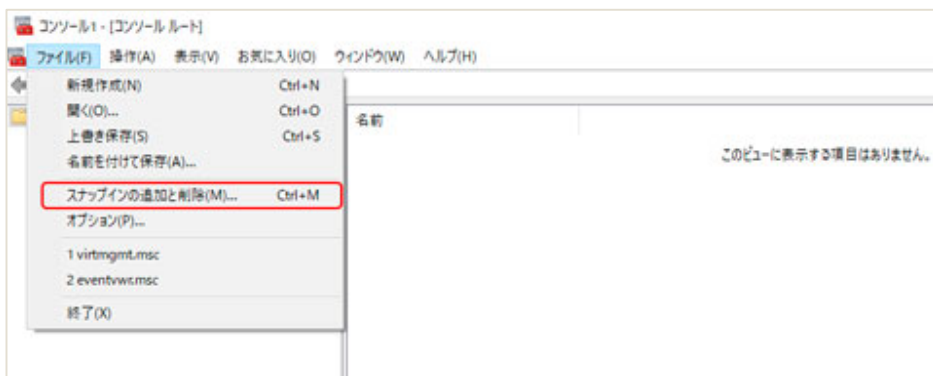 コンソール1 - [コンソール ルート]
ファイル(F) 操作(A) 表示(V) お気に入り(O) ウィンドウ(W) ヘルプ(H)
新規作成(N) Ctrl+N
開く(O)... Ctrl+O
上書き保存(S) Ctrl+S
名前を付けて保存(A)...
スナップインの追加と削除(M)... Ctrl+M
オプション(P)...
1 virtmgmt.msc
2 eventvwr.msc
終了(X)
名前
このビューに表示する項目はありません。